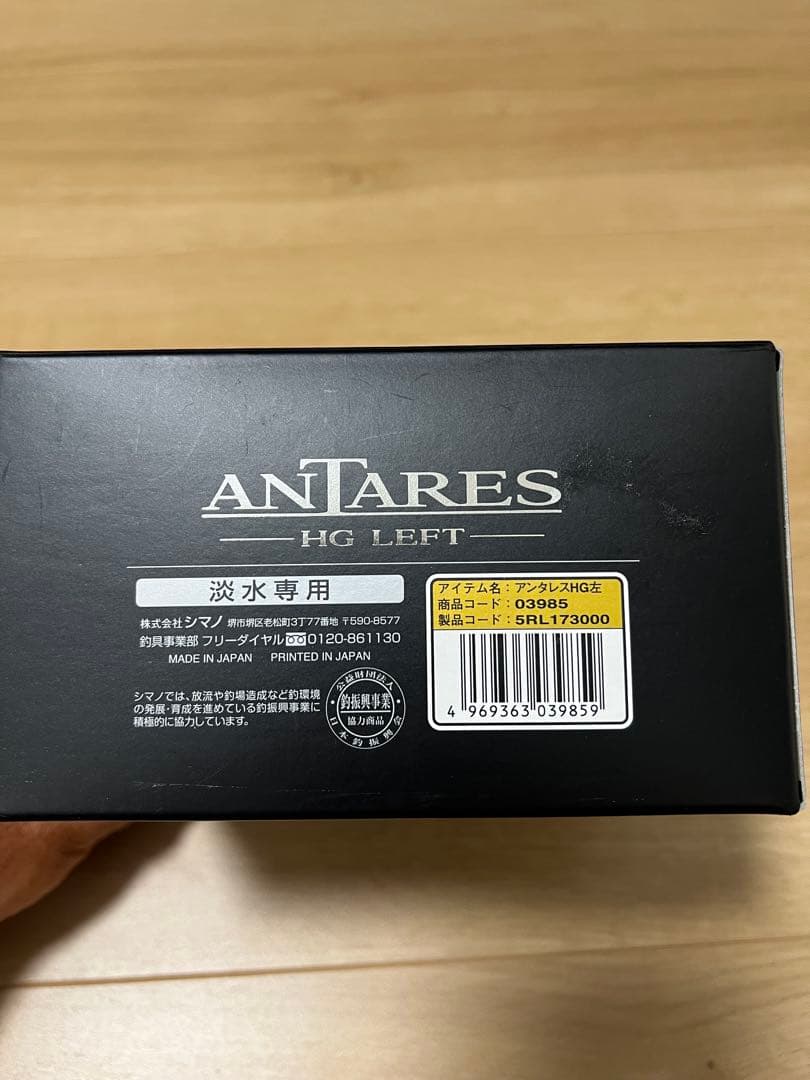 ANTARES
HG LEFT
淡水専用
株式会社 シマノ 堺市堺区老松町3丁77番地 〒590-8577
釣具事業部 フリーダイヤル 0120-861130
MADE IN JAPAN PRINTED IN JAPAN
シマノでは、放流や釣場造成など釣環境
の発展・育成を進めている釣振興事業に
積極的に協力しています。
公益財団法人
釣振興事業
協力商品
日本釣振興会
アイテム名：アンタレスHG左
商品コード：03985
製品コード：5RL173000
4 969363 039859